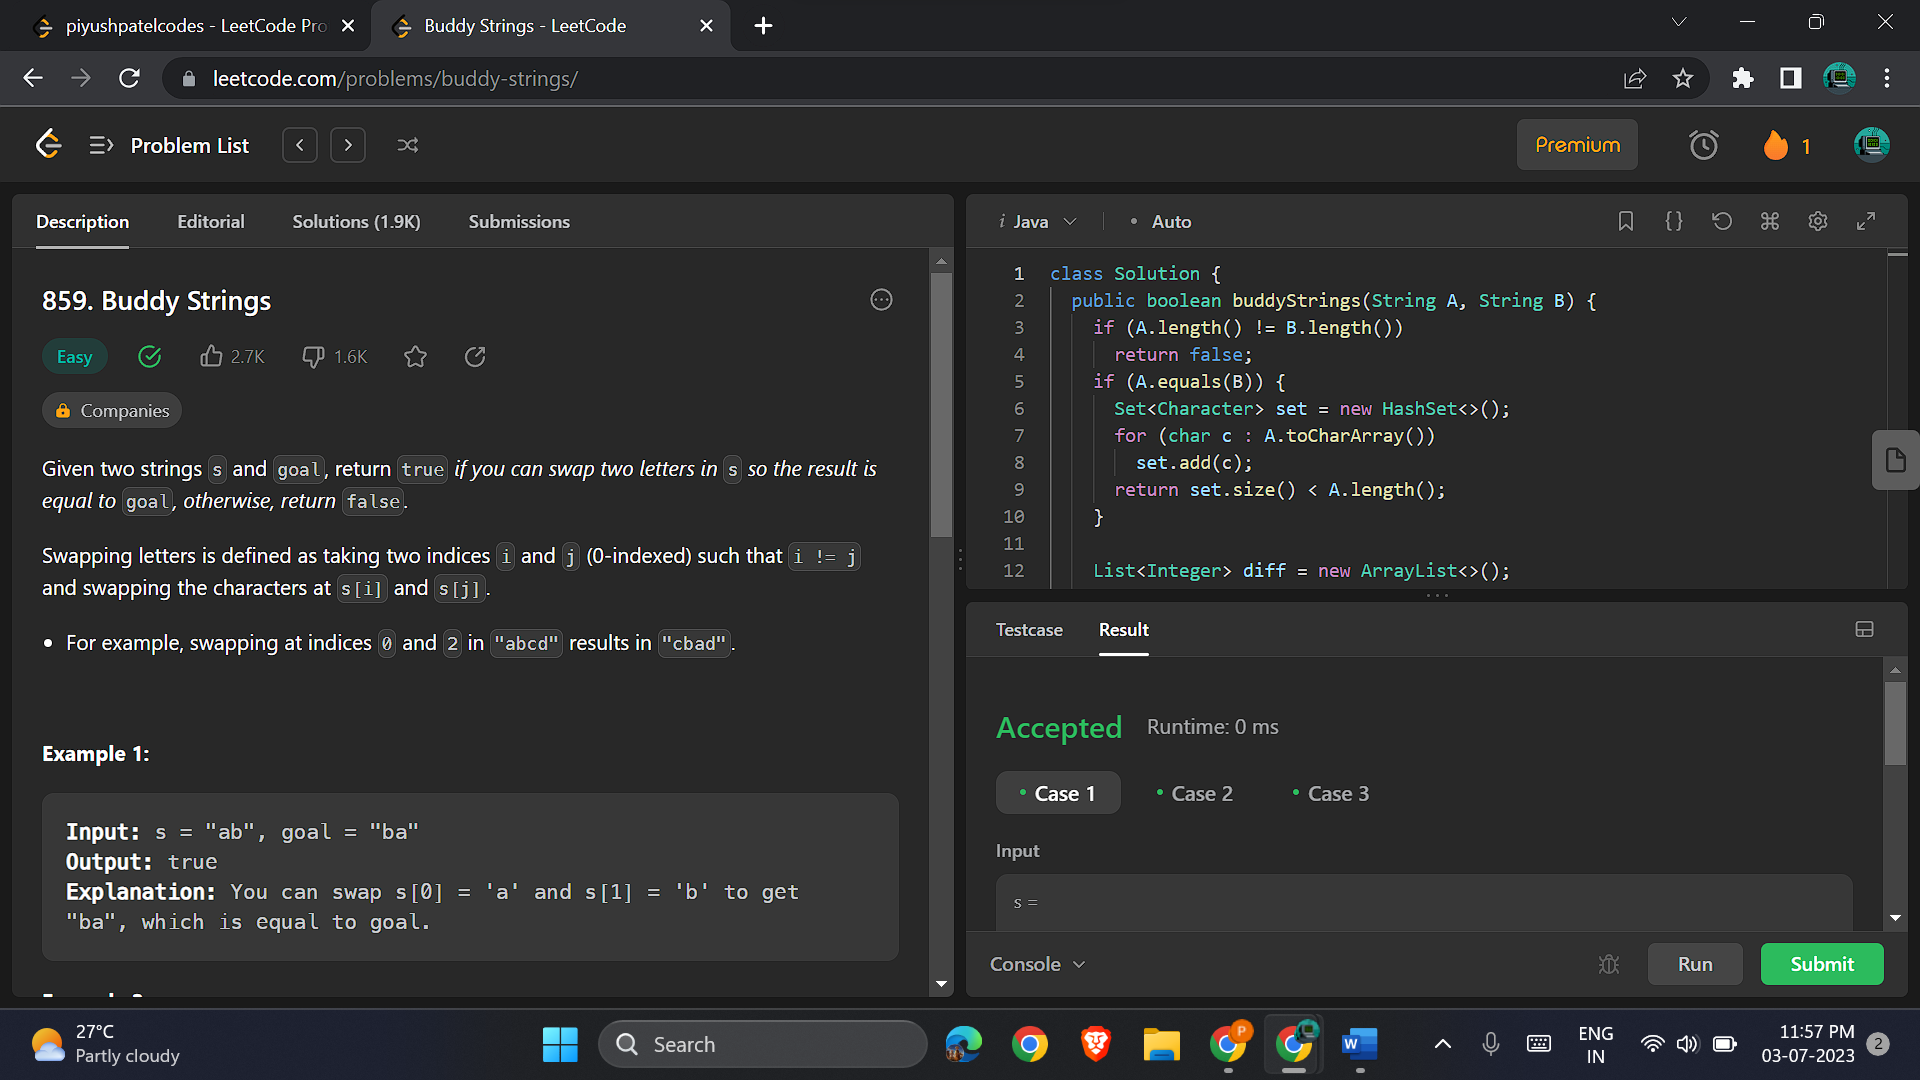 piyushpatelcodes - LeetCode Pro
Buddy Strings - LeetCode
leetcode.com/problems/buddy-strings/
Problem List
Premium
1
Description
Editorial
Solutions (1.9K)
Submissions
859. Buddy Strings
Easy
2.7K
1.6K
Companies
Given two strings s and goal, return true if you can swap two letters in s so the result is
equal to goal, otherwise, return false.
Swapping letters is defined as taking two indices i and j (0-indexed) such that i != j
and swapping the characters at s[i] and s[j].
• For example, swapping at indices 0 and 2 in "abcd" results in "cbad".
Example 1:
Input: s = "ab", goal = "ba"
Output: true
Explanation: You can swap s[0] = 'a' and s[1] = 'b' to get
"ba", which is equal to goal.
i Java
• Auto
1 class Solution {
2 public boolean buddyStrings(String A, String B) {
3 if (A.length() != B.length())
4 return false;
5 if (A.equals(B)) {
6 Set<Character> set = new HashSet<>();
7 for (char c : A.toCharArray())
8 set.add(c);
9 return set.size() < A.length();
10 }
11
12 List<Integer> diff = new ArrayList<>();
Testcase
Result
Accepted
Runtime: 0 ms
• Case 1
• Case 2
• Case 3
Input
s =
Console
Run
Submit
27°C
Partly cloudy
Search
P
W
ENG
IN
11:57 PM
03-07-2023
2